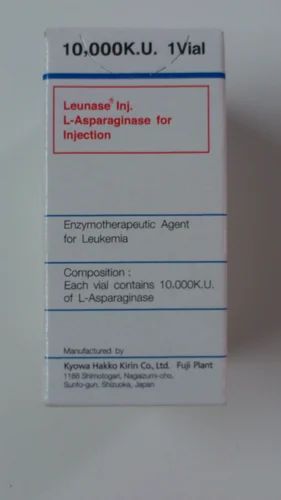 10,000K.U. 1Vial
Leunase® Inj.
L-Asparaginase for
Injection
Enzymotherapeutic Agent
for Leukemia
Composition :
Each vial contains 10,000K.U.
of L-Asparaginase
Manufactured by
Kyowa Hakko Kirin Co., Ltd. Fuji Plant
1188 Shimotogari, Nagaizumi-cho,
Sunto-gun, Shizuoka, Japan